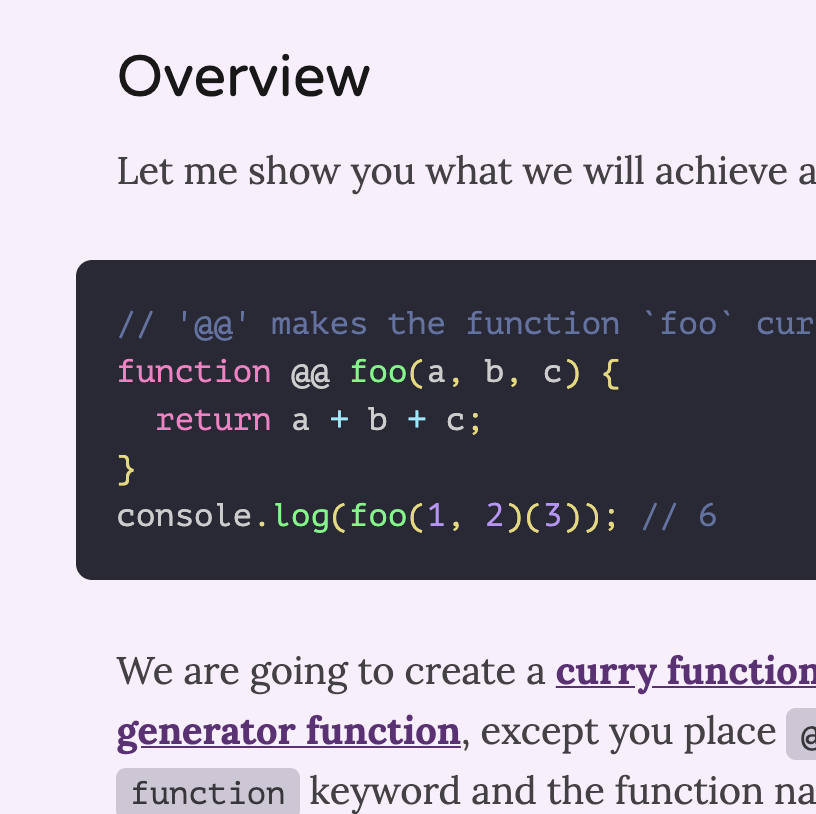 Overview
Let me show you what we will achieve a
// '@@' makes the function `foo` cur
function @@ foo(a, b, c) {
  return a + b + c;
}
console.log(foo(1, 2)(3)); // 6
We are going to create a curry function
generator function, except you place @
function keyword and the function na